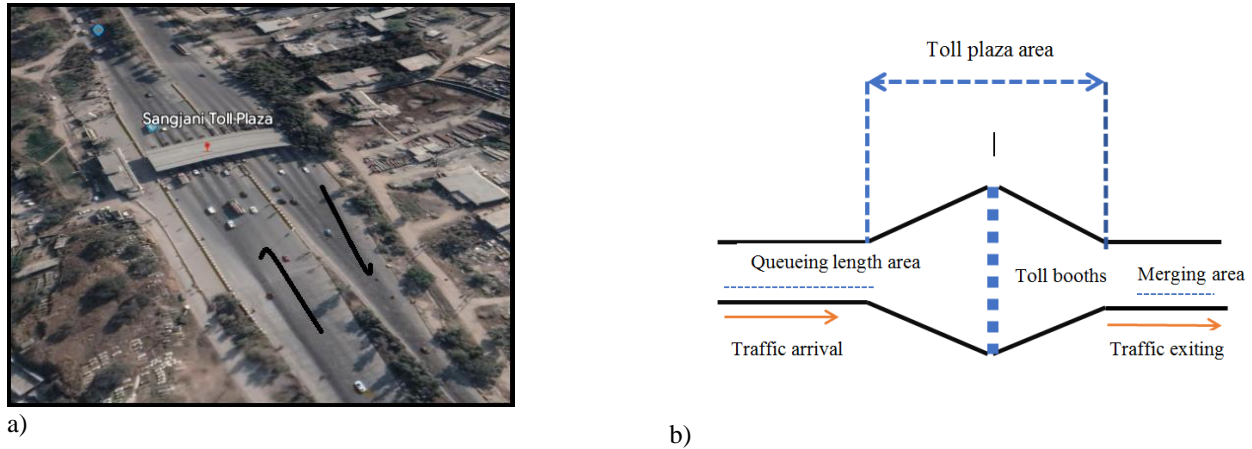 Sangjani Toll Plaza
a)
Toll plaza area
Queueing length area
Toll booths
Merging area
Traffic arrival
Traffic exiting
b)